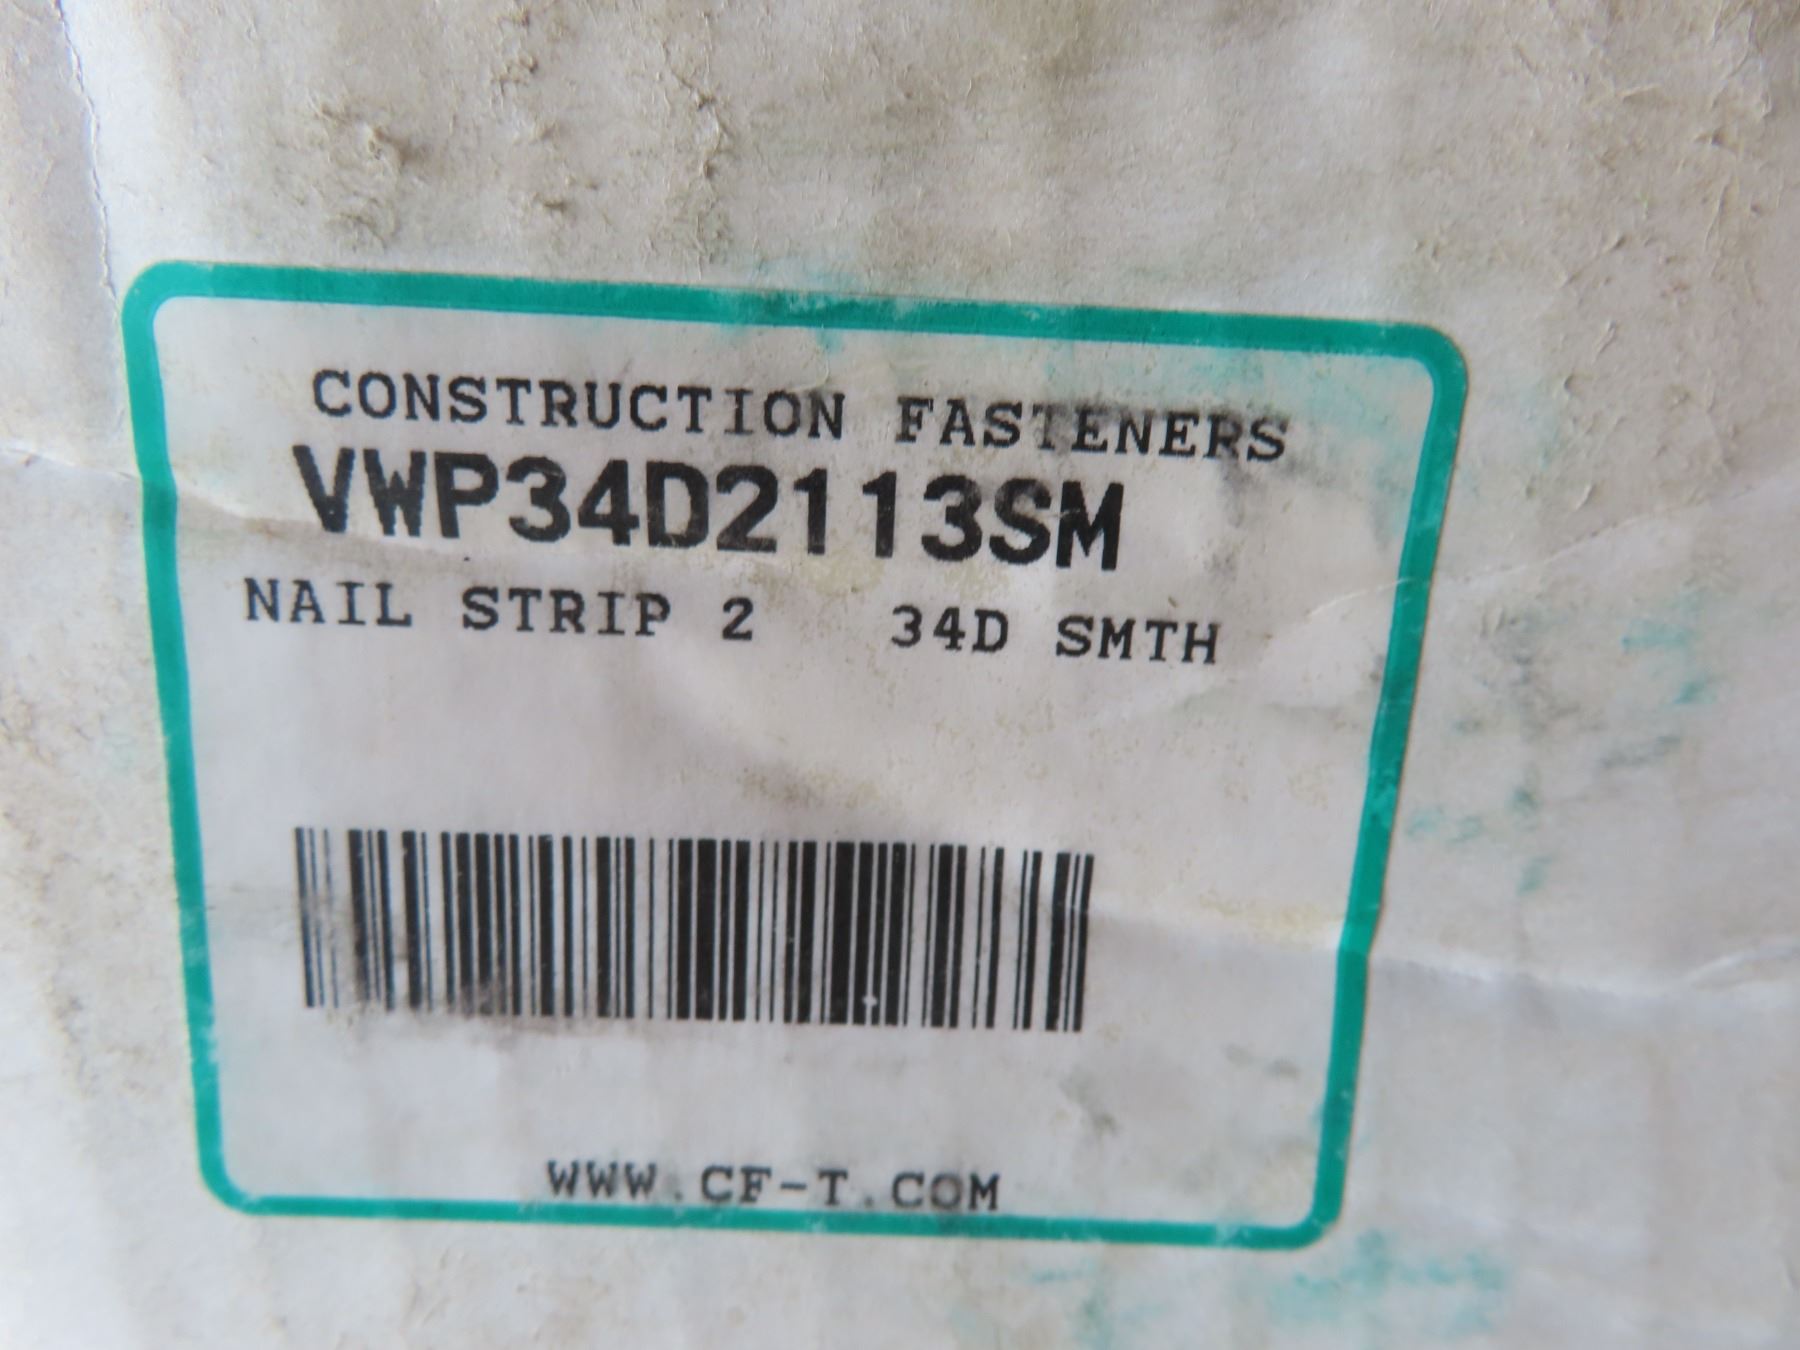 CONSTRUCTION FASTENERS
VWP34D2113SM
NAIL STRIP 2 34D SMTH
WWW.CF-T.COM